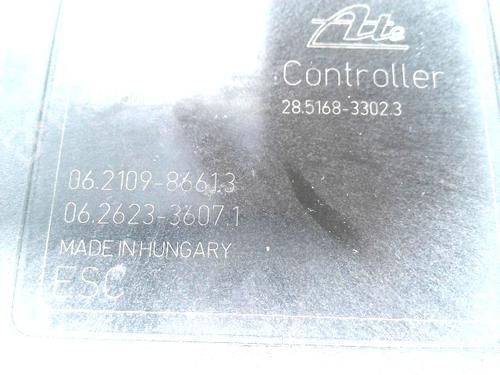 Ate
Controller
28.5168-3302.3
06.2109-8661.3
06.2623-3607.1
MADE IN HUNGARY
ESC